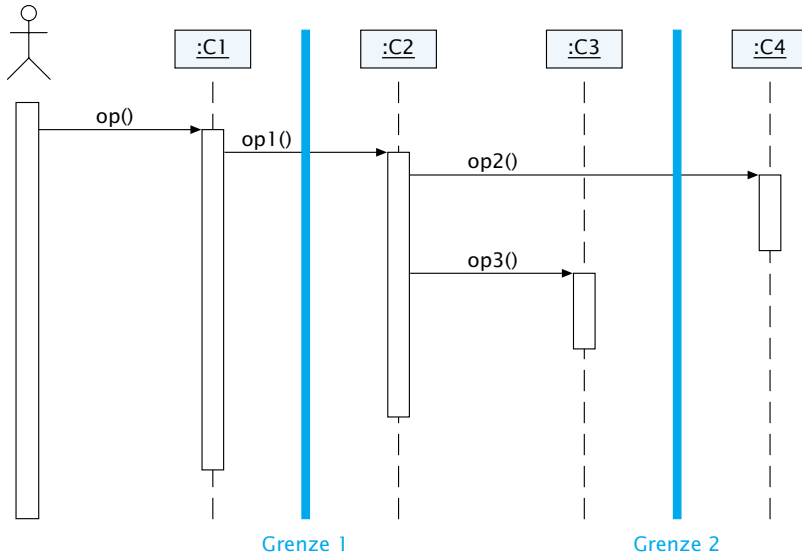 :C1
:C2
:C3
:C4
op()
op1()
op2()
op3()
Grenze 1
Grenze 2